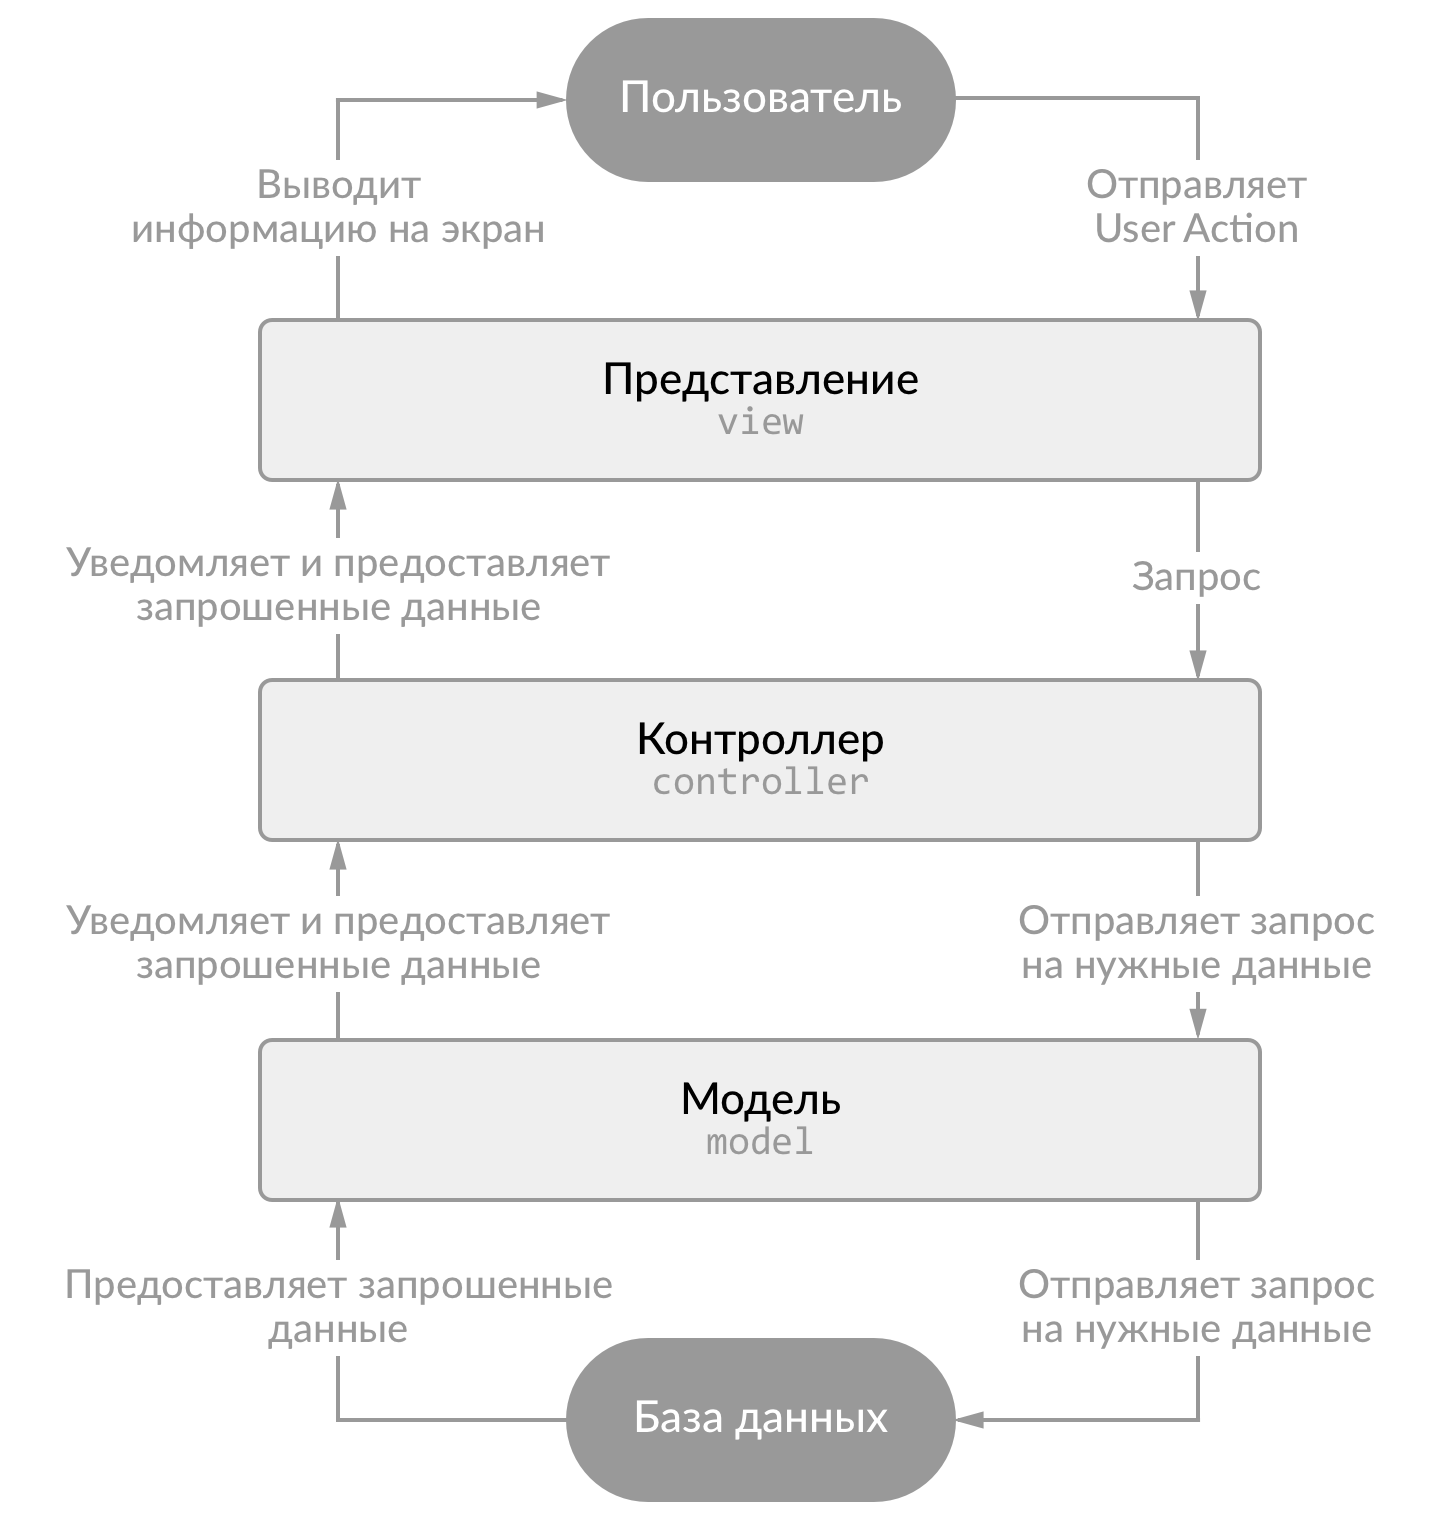 Пользователь
Выводит
информацию на экран
Отправляет
User Action
Представление
view
Уведомляет и предоставляет
запрошенные данные
Запрос
Контроллер
controller
Уведомляет и предоставляет
запрошенные данные
Отправляет запрос
на нужные данные
Модель
model
Предоставляет запрошенные
данные
Отправляет запрос
на нужные данные
База данных